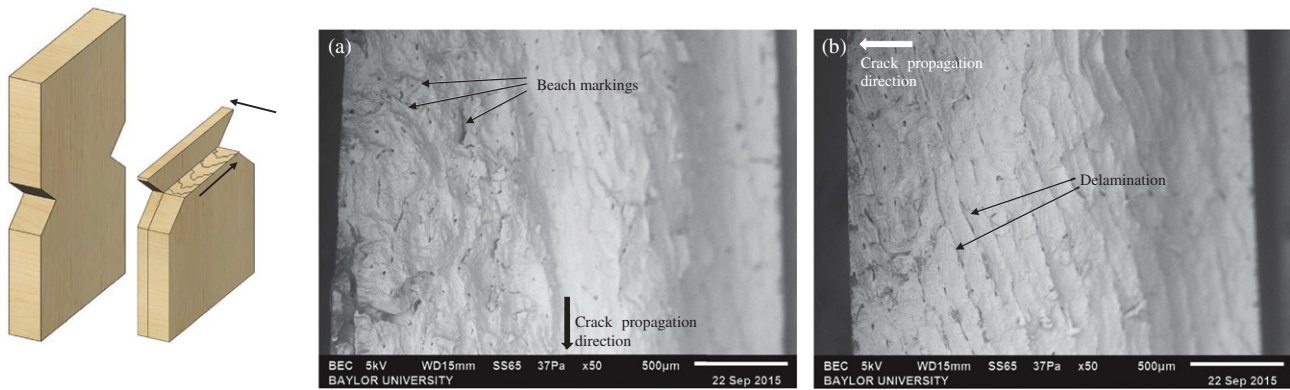 (a)
Beach markings
Crack propagation
direction
BEC 5kV WD15mm SS65 37Pa x50 500µm
BAYLOR UNIVERSITY 22 Sep 2015
(b)
Crack propagation
direction
Delamination
BEC 5kV WD15mm SS65 37Pa x50 500µm
BAYLOR UNIVERSITY 22 Sep 2015